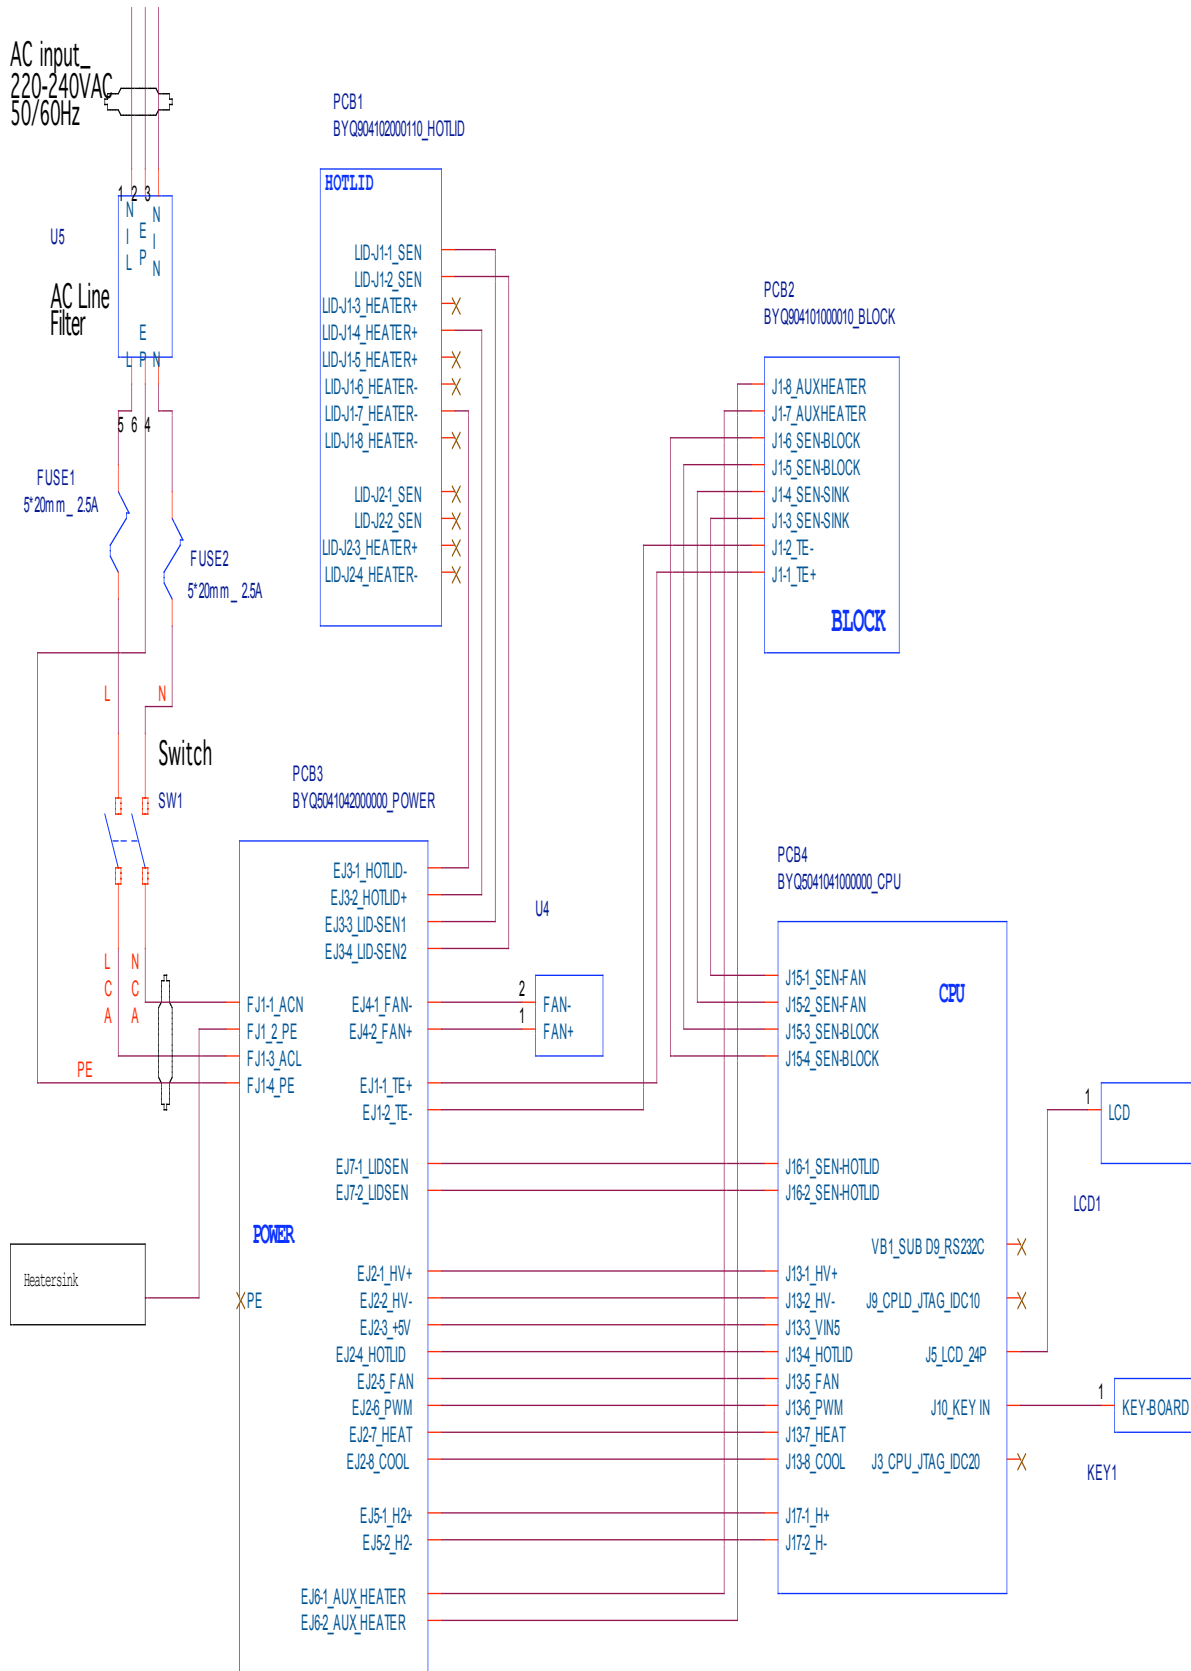 AC input_
220-240VAC
50/60Hz
PCB1
BYQ904102000110_HOTLID
HOTLID
1 2 3
N
I
L
E
P
N
I
N
U5
AC Line
Filter
L
E
P
N
5 6 4
LID-J1-1_SEN
LID-J1-2_SEN
LID-J1-3_HEATER+
LID-J1-4_HEATER+
LID-J1-5_HEATER+
LID-J1-6_HEATER-
LID-J1-7_HEATER-
LID-J1-8_HEATER-
LID-J2-1_SEN
LID-J2-2_SEN
LID-J2-3_HEATER+
LID-J2-4_HEATER-
PCB2
BYQ904101000010_BLOCK
J1-8_AUXHEATER
J1-7_AUXHEATER
J1-6_SEN-BLOCK
J1-5_SEN-BLOCK
J1-4_SEN-SINK
J1-3_SEN-SINK
J1-2_TE-
J1-1_TE+
BLOCK
FUSE1
5*20mm_ 2.5A
FUSE2
5*20mm_ 2.5A
L
N
Switch
SW1
PCB3
BYQ5041042000000_POWER
EJ3-1_HOTLID-
EJ3-2_HOTLID+
EJ3-3_LID-SEN1
EJ3-4_LID-SEN2
U4
L
C
A
N
C
A
FJ1-1_ACN
FJ1_2_PE
FJ1-3_ACL
FJ1-4_PE
PE
EJ4-1_FAN-
EJ4-2_FAN+
2
1
FAN-
FAN+
EJ1-1_TE+
EJ1-2_TE-
EJ7-1_LIDSEN
EJ7-2_LIDSEN
POWER
Heatersink
PE
EJ2-1_HV+
EJ2-2_HV-
EJ2-3_+5V
EJ2-4_HOTLID
EJ2-5_FAN
EJ2-6_PWM
EJ2-7_HEAT
EJ2-8_COOL
EJ5-1_H2+
EJ5-2_H2-
EJ6-1_AUX_HEATER
EJ6-2_AUX_HEATER
PCB4
BYQ5041041000000_CPU
CPU
J15-1_SEN-FAN
J15-2_SEN-FAN
J15-3_SEN-BLOCK
J15-4_SEN-BLOCK
J16-1_SEN-HOTLID
J16-2_SEN-HOTLID
VB1_SUB D9_RS232C
J13-1_HV+
J13-2_HV-
J9_CPLD_JTAG_IDC10
J13-3_VIN5
J13-4_HOTLID
J5_LCD_24P
J13-5_FAN
J13-6_PWM
J10_KEY IN
J13-7_HEAT
J13-8_COOL
J3_CPU_JTAG_IDC20
J17-1_H+
J17-2_H-
1
LCD
LCD1
1
KEY-BOARD
KEY1